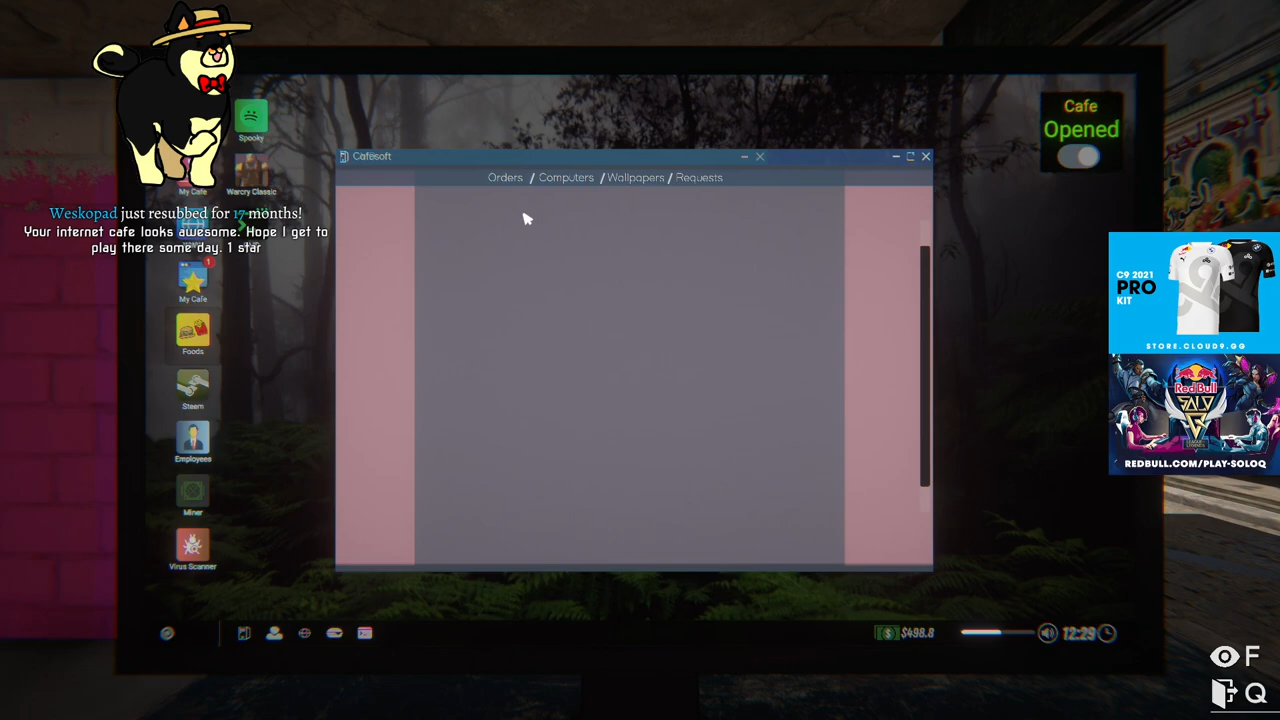 Spooky
My Cafe
Warcry Classic
Weskopad just resubbed for 17 months!
Your internet cafe looks awesome. Hope I get to
play there some day. 1 star
1
My Cafe
Foods
Steam
Employees
Miner
Virus Scanner
Cafesoft
Orders / Computers / Wallpapers / Requests
Cafe
Opened
C9 2021
PRO
KIT
STORE.CLOUD9.GG
Red Bull
SOLO
Q
REDBULL.COM/PLAY-SOLOQ
$498.8
12:29
F
Q